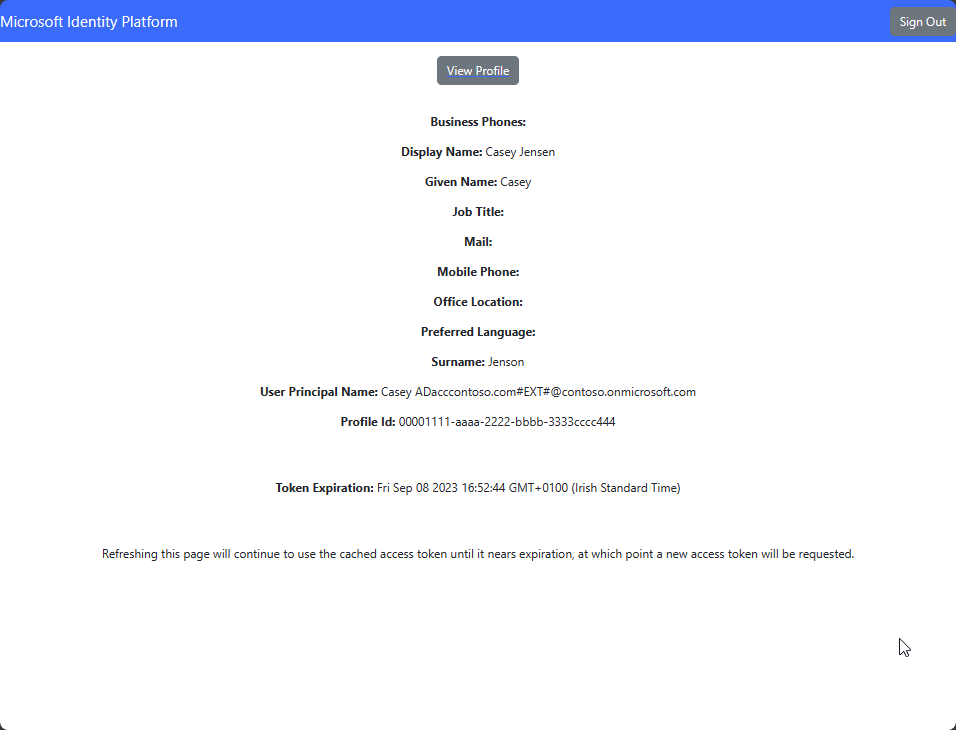 Microsoft Identity Platform
Sign Out
View Profile
Business Phones:
Display Name: Casey Jensen
Given Name: Casey
Job Title:
Mail:
Mobile Phone:
Office Location:
Preferred Language:
Surname: Jenson
User Principal Name: Casey ADacccontoso.com#EXT#@contoso.onmicrosoft.com
Profile Id: 00001111-aaaa-2222-bbbb-3333cccc444
Token Expiration: Fri Sep 08 2023 16:52:44 GMT+0100 (Irish Standard Time)
Refreshing this page will continue to use the cached access token until it nears expiration, at which point a new access token will be requested.